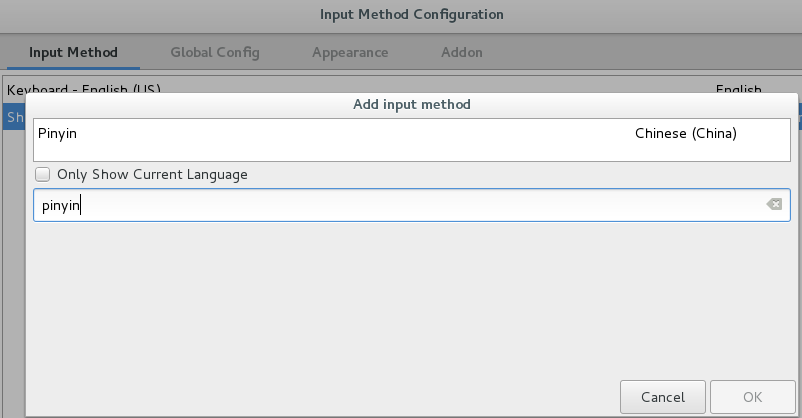 Input Method Configuration
Input Method Global Config Appearance Addon
Keyboard - English (US) English
Sh
Add input method
Pinyin Chinese (China)
Only Show Current Language
pinyin
Cancel OK